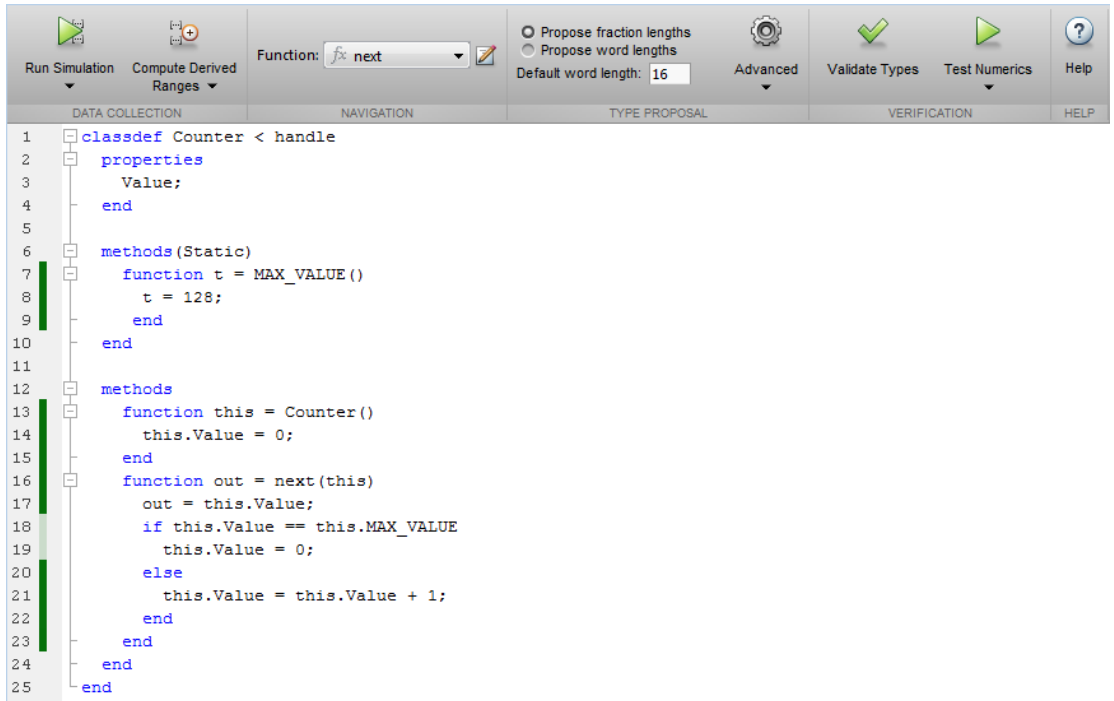 Run Simulation
Compute Derived
Ranges
Function: fx next
Propose fraction lengths
Propose word lengths
Default word length: 16
Advanced
Validate Types
Test Numerics
? Help
DATA COLLECTION
NAVIGATION
TYPE PROPOSAL
VERIFICATION
HELP
1 classdef Counter < handle
2 properties
3 Value;
4 end
5
6 methods(Static)
7 function t = MAX_VALUE()
8 t = 128;
9 end
10 end
11
12 methods
13 function this = Counter()
14 this.Value = 0;
15 end
16 function out = next(this)
17 out = this.Value;
18 if this.Value == this.MAX_VALUE
19 this.Value = 0;
20 else
21 this.Value = this.Value + 1;
22 end
23 end
24 end
25 end